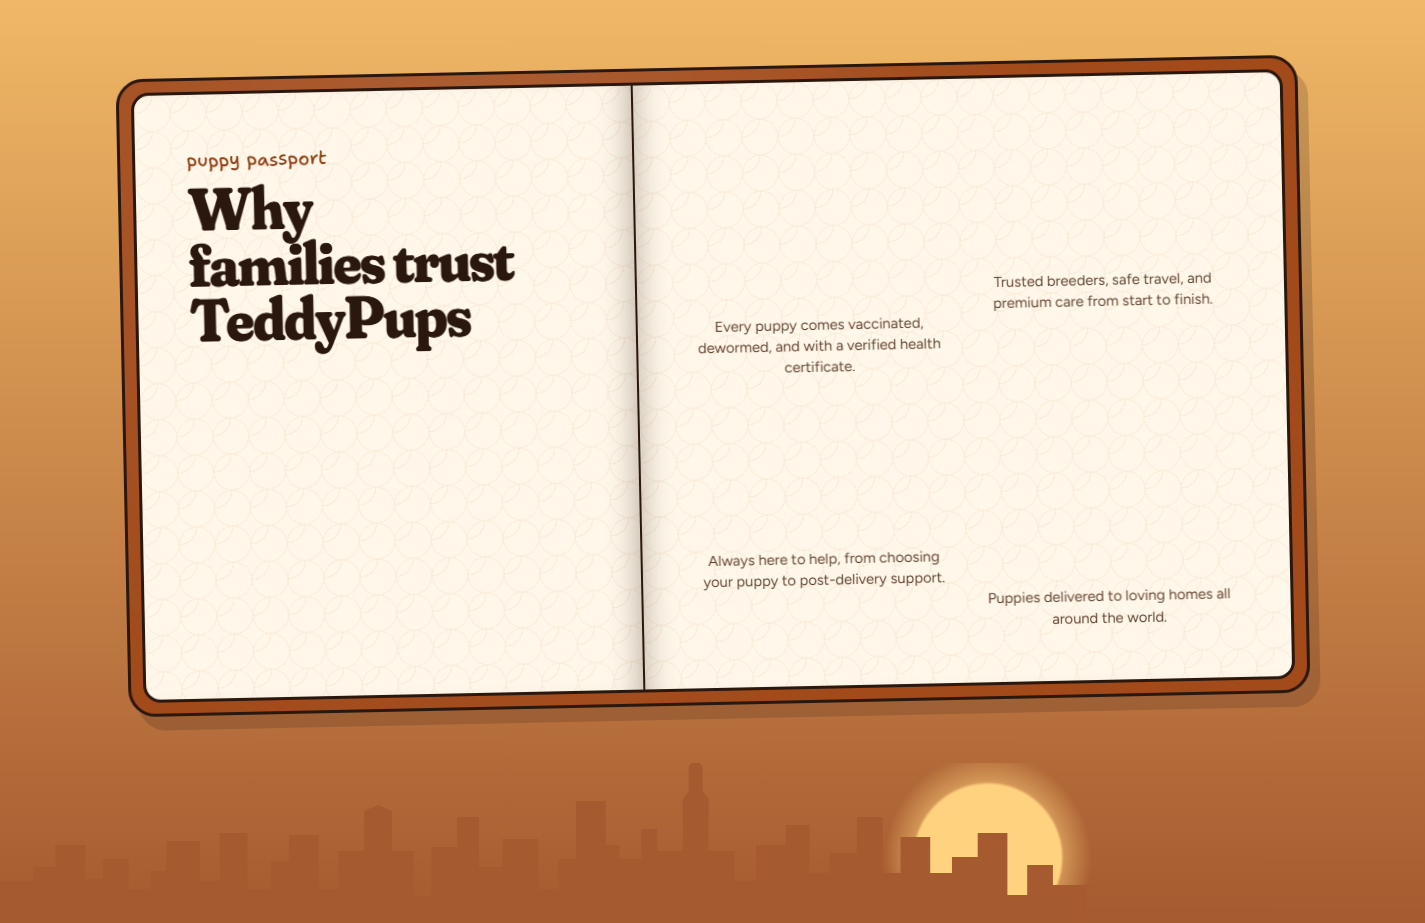 puppy passport
Why
families trust
TeddyPups
Every puppy comes vaccinated,
dewormed, and with a verified health
certificate.
Trusted breeders, safe travel, and
premium care from start to finish.
Always here to help, from choosing
your puppy to post-delivery support.
Puppies delivered to loving homes all
around the world.